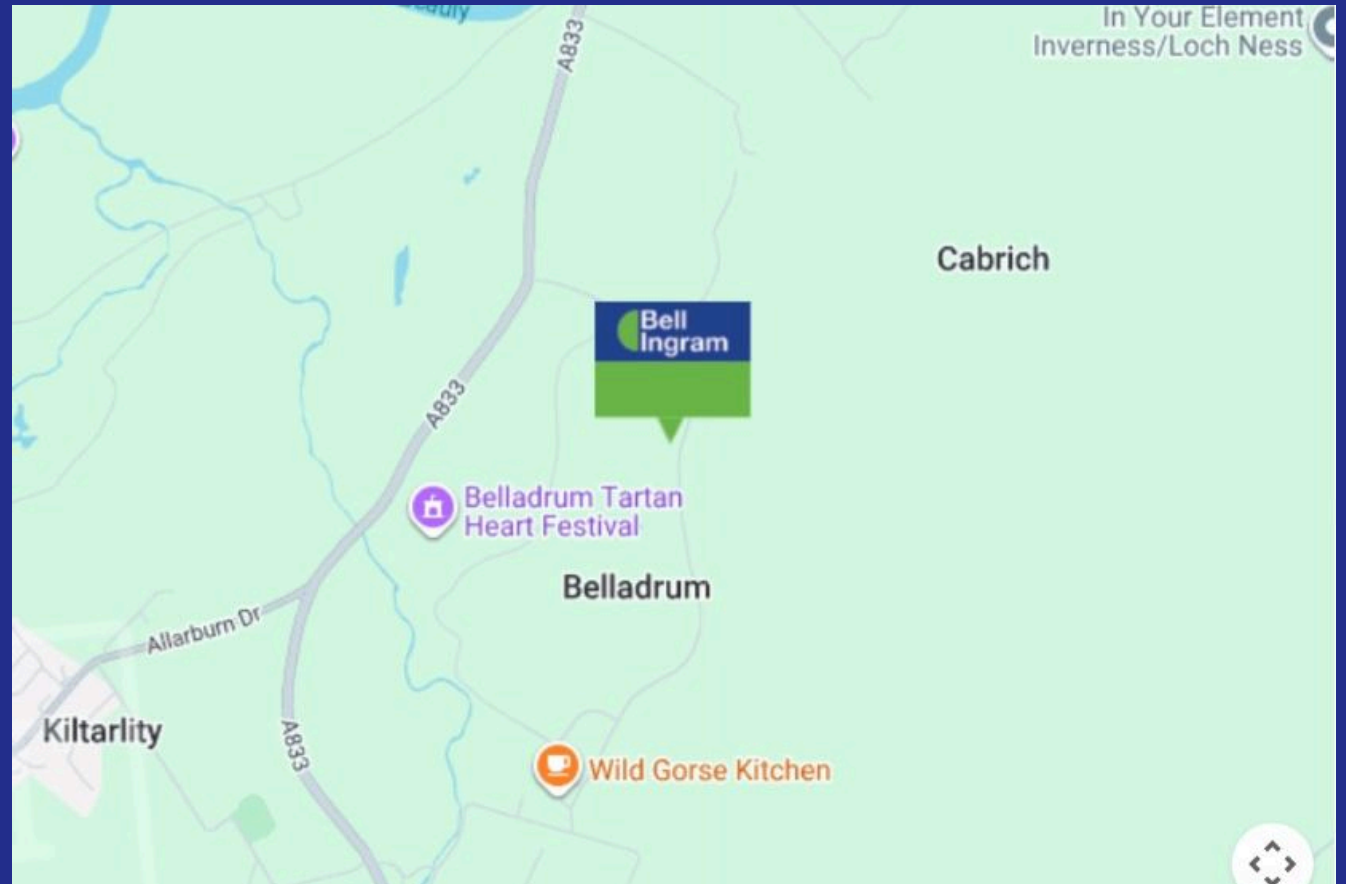 Beauly
A833
In Your Element
Inverness/Loch Ness
Cabrich
Bell
Ingram
A833
Belladrum Tartan
Heart Festival
Belladrum
Allarburn Dr
Kiltarlity
A833
Wild Gorse Kitchen